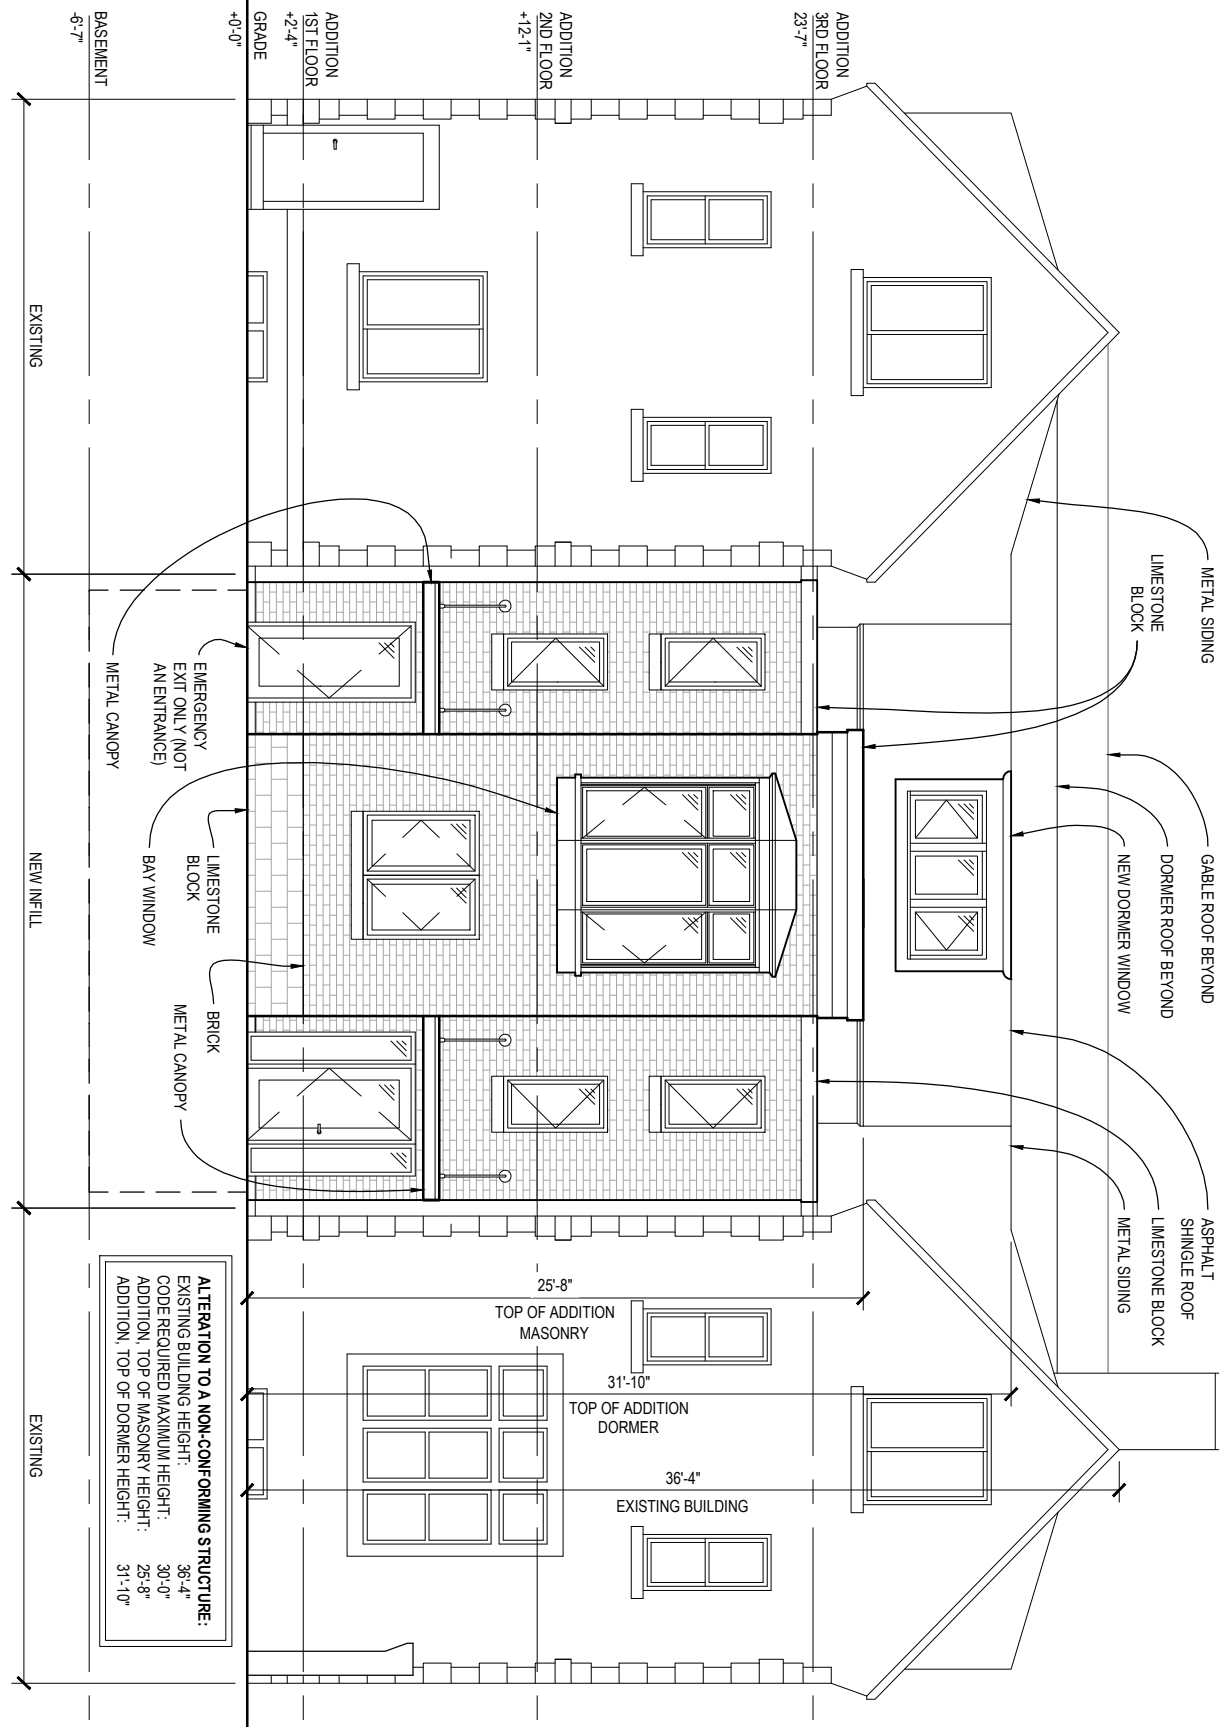 ADDITION
3RD FLOOR
23'-7"
ADDITION
2ND FLOOR
+12-1"
ADDITION
1ST FLOOR
+2'-4"
GRADE
+0'-0"
BASEMENT
-6'-7"
METAL SIDING
LIMESTONE
BLOCK
GABLE ROOF BEYOND
DORMER ROOF BEYOND
NEW DORMER WINDOW
ASPHALT
SHINGLE ROOF
LIMESTONE BLOCK
METAL SIDING
EMERGENCY
EXIT ONLY (NOT
AN ENTRANCE)
METAL CANOPY
LIMESTONE
BLOCK
BAY WINDOW
BRICK
METAL CANOPY
25'-8"
TOP OF ADDITION
MASONRY
31'-10"
TOP OF ADDITION
DORMER
36'-4"
EXISTING BUILDING
ALTERATION TO A NON-CONFORMING STRUCTURE:
EXISTING BUILDING HEIGHT: 36'-4"
CODE REQUIRED MAXIMUM HEIGHT: 30'-0"
ADDITION, TOP OF MASONRY HEIGHT: 25'-8"
ADDITION, TOP OF DORMER HEIGHT: 31'-10"
EXISTING
NEW INFILL
EXISTING